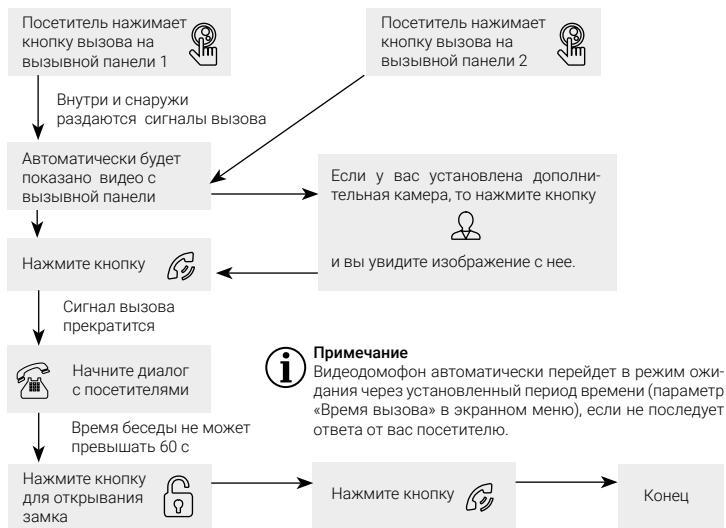 Посетитель нажимает
кнопку вызова на
вызывной панели 1
Посетитель нажимает
кнопку вызова на
вызывной панели 2
Внутри и снаружи
раздаются сигналы вызова
Автоматически будет
показано видео с
вызывной панели
Если у вас установлена дополни-
тельная камера, то нажмите кнопку
и вы увидите изображение с нее.
Нажмите кнопку
Сигнал вызова
прекратится
Начните диалог
с посетителями
Примечание
Видеодомофон автоматически перейдет в режим ожи-
дания через установленный период времени (параметр
«Время вызова» в экранном меню), если не последует
ответа от вас посетителю.
Время беседы не может
превышать 60 с
Нажмите кнопку
для открывания
замка
Нажмите кнопку
Конец